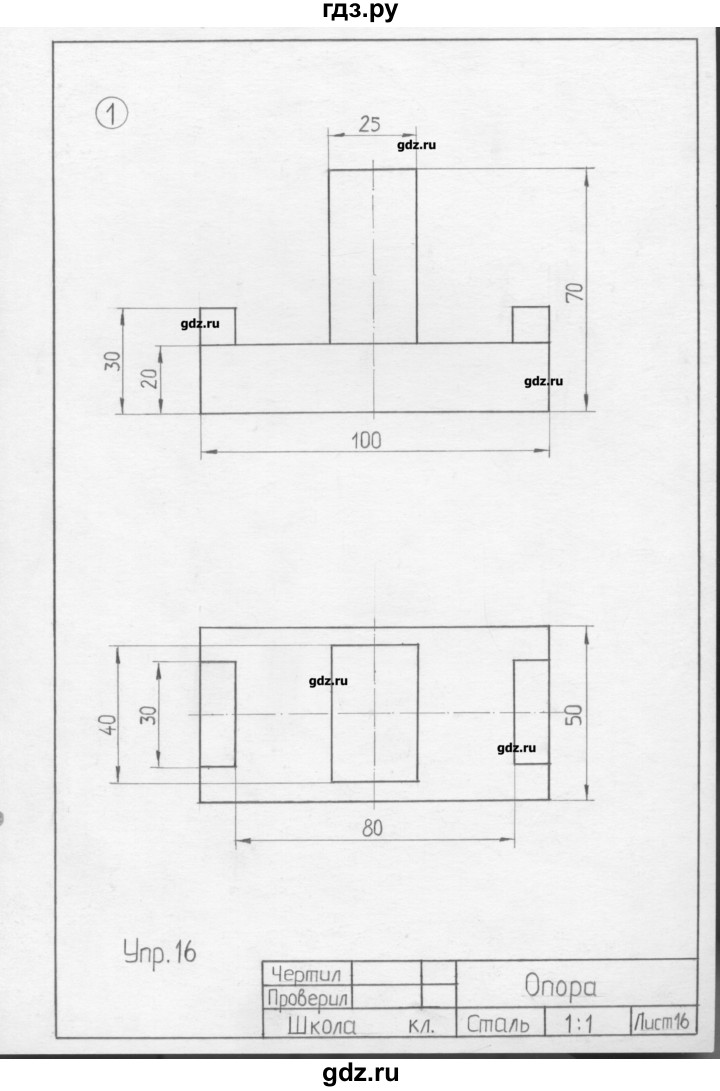 гдз.ру
1
25
gdz.ru
70
gdz.ru
30
20
gdz.ru
100
gdz.ru
40
30
50
gdz.ru
80
Упр.16
Чертил
Проверил
Опора
Школа кл. Сталь 1:1 Лист16
gdz.ru